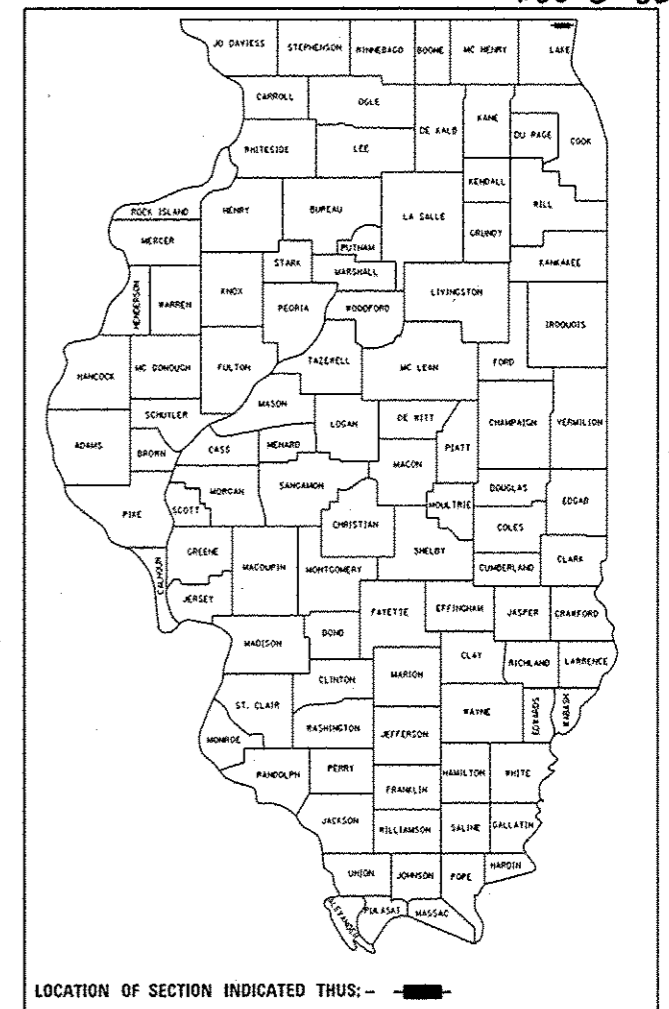 JO DAVIESS STEPHENSON WINNEBAGO BOONE MC HENRY LAKE
CARROLL OGLE DE KALB KANE DU PAGE COOK
WHITESIDE LEE KENDALL WILL
ROCK ISLAND HENRY BUREAU LA SALLE GRUNDY
MERCER PUTNAM KANKAKEE
HENDERSON WARREN KNOX STARK MARSHALL LIVINGSTON IROQUOIS
PEORIA WOODFORD
HANCOCK MC DONOUGH FULTON TAZEWELL MC LEAN FORD
SCHUYLER MASON LOGAN DE WITT CHAMPAIGN VERMILION
ADAMS BROWN CASS MENARD MACON PIATT
PIKE SCOTT MORGAN SANGAMON CHRISTIAN MOULTRIE DOUGLAS EDGAR
COLES
CALHOUN GREENE MACOUPIN MONTGOMERY SHELBY CUMBERLAND CLARK
JERSEY FAYETTE EFFINGHAM JASPER CRAWFORD
MADISON BOND CLAY RICHLAND LAWRENCE
CLINTON MARION
ST. CLAIR WASHINGTON JEFFERSON WAYNE EDWARDS WABASH
MONROE
RANDOLPH PERRY FRANKLIN HAMILTON WHITE
JACKSON WILLIAMSON SALINE GALLATIN
UNION JOHNSON POPE HARDIN
ALEXANDER PULASKI MASSAC
LOCATION OF SECTION INDICATED THUS: -